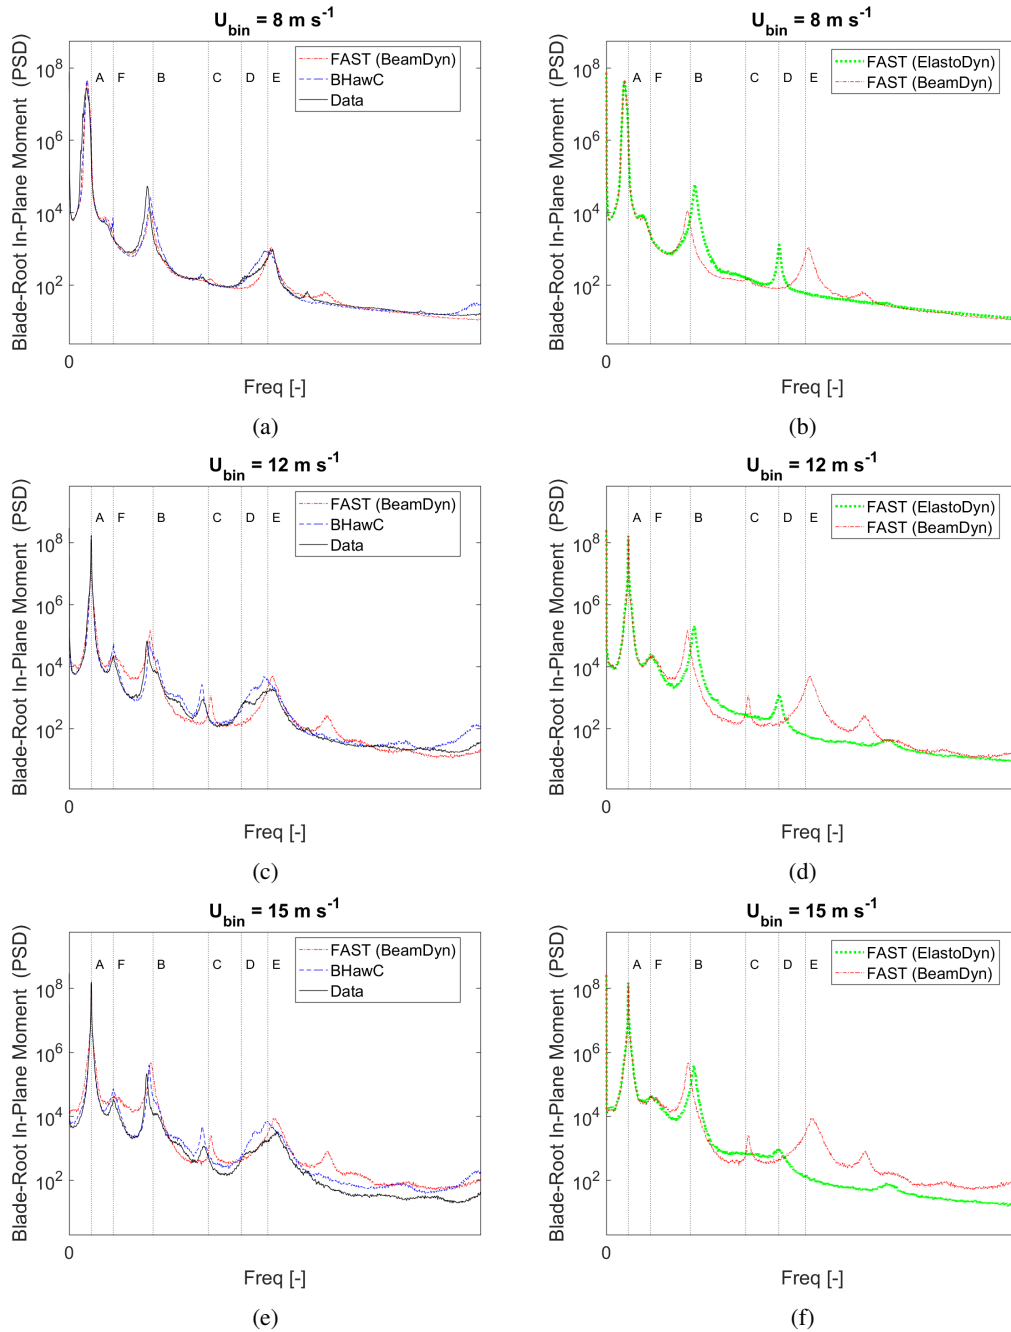 U_bin = 8 m s^-1
Blade-Root In-Plane Moment (PSD)
10^8
10^6
10^4
10^2
0
A F B C D E
FAST (BeamDyn)
BHawC
Data
Freq [-]
(a)
U_bin = 8 m s^-1
Blade-Root In-Plane Moment (PSD)
10^8
10^6
10^4
10^2
0
A F B C D E
FAST (ElastoDyn)
FAST (BeamDyn)
Freq [-]
(b)
U_bin = 12 m s^-1
Blade-Root In-Plane Moment (PSD)
10^8
10^6
10^4
10^2
0
A F B C D E
FAST (BeamDyn)
BHawC
Data
Freq [-]
(c)
U_bin = 12 m s^-1
Blade-Root In-Plane Moment (PSD)
10^8
10^6
10^4
10^2
0
A F B C D E
FAST (ElastoDyn)
FAST (BeamDyn)
Freq [-]
(d)
U_bin = 15 m s^-1
Blade-Root In-Plane Moment (PSD)
10^8
10^6
10^4
10^2
0
A F B C D E
FAST (BeamDyn)
BHawC
Data
Freq [-]
(e)
U_bin = 15 m s^-1
Blade-Root In-Plane Moment (PSD)
10^8
10^6
10^4
10^2
0
A F B C D E
FAST (ElastoDyn)
FAST (BeamDyn)
Freq [-]
(f)